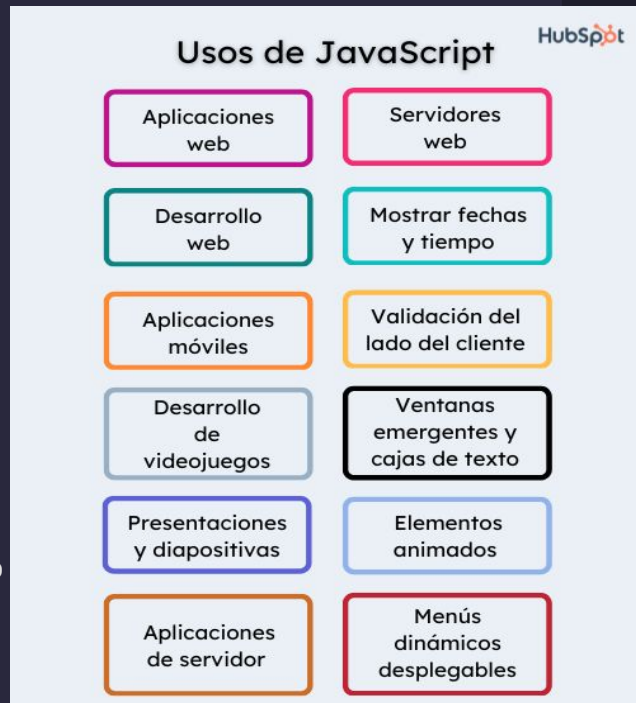 HubSpot
Usos de JavaScript
Aplicaciones
web
Servidores
web
Desarrollo
web
Mostrar fechas
y tiempo
Aplicaciones
móviles
Validación del
lado del cliente
Desarrollo
de
videojuegos
Ventanas
emergentes y
cajas de texto
Presentaciones
y diapositivas
Elementos
animados
Aplicaciones
de servidor
Menús
dinámicos
desplegables